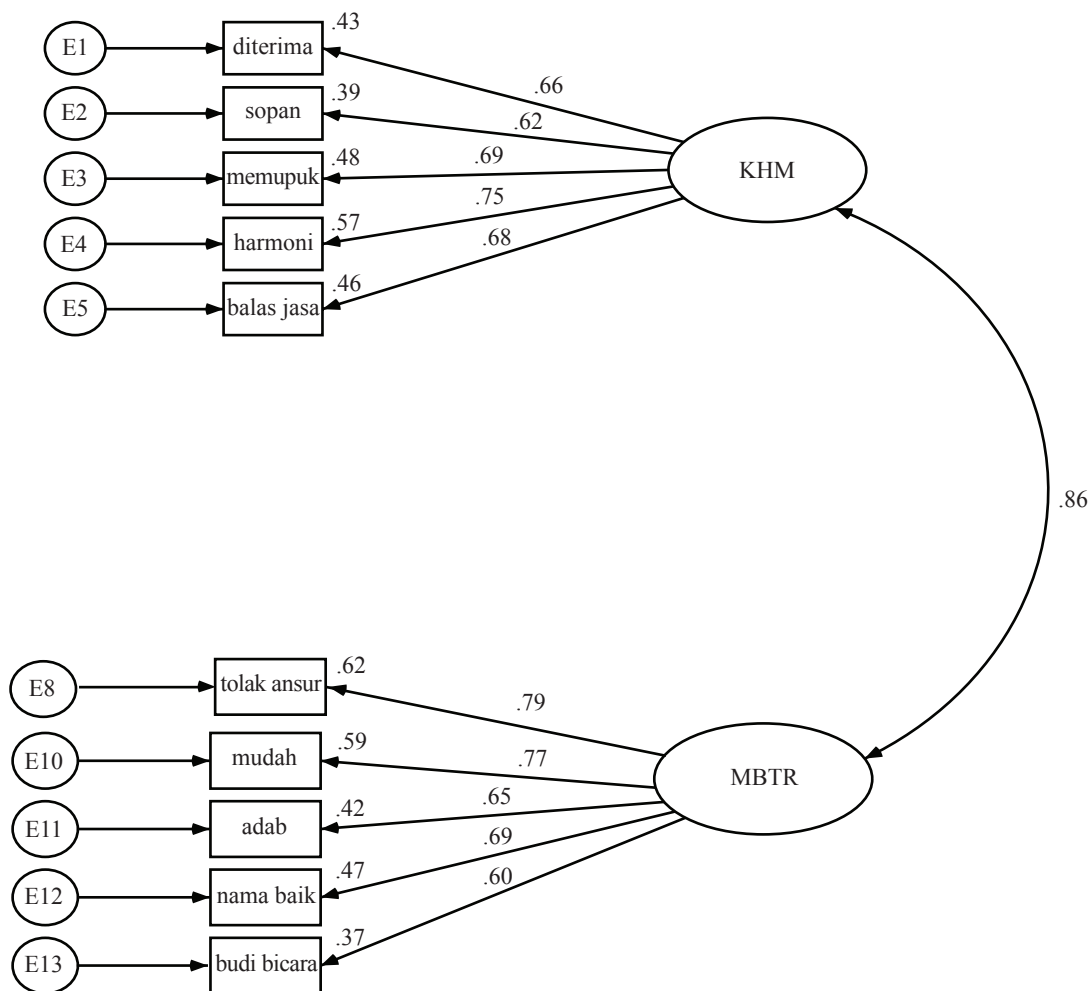 .43
E1 diterima
.66
.39
E2 sopan
.62
.48
.69
E3 memupuk
KHM
.57
.75
E4 harmoni
.68
.46
E5 balas jasa
.86
.62
E8 tolak ansur
.79
.59
E10 mudah
.77
MBTR
.42
.65
E11 adab
.69
.47
E12 nama baik
.60
.37
E13 budi bicara